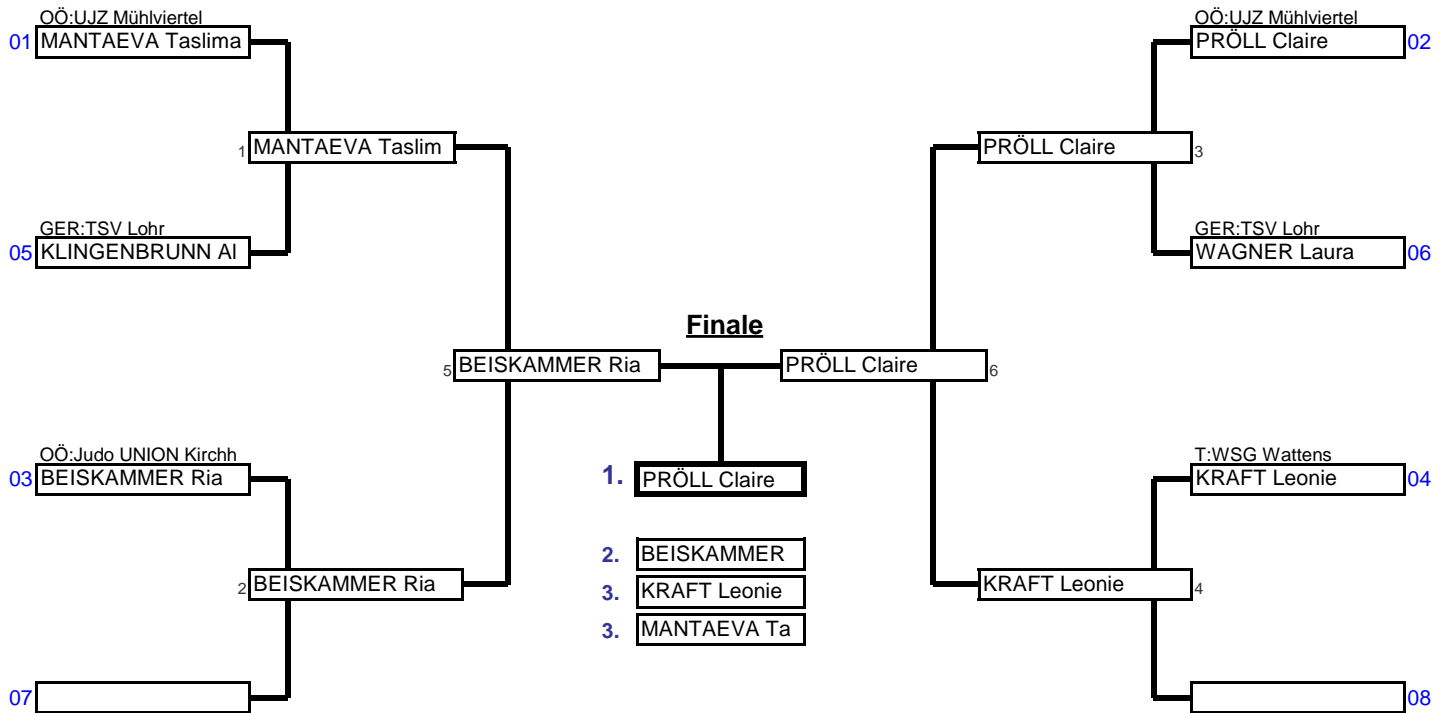 OÖ:UJZ Mühlviertel
01 MANTAEVA Taslima
1 MANTAEVA Taslim
GER:TSV Lohr
05 KLINGENBRUNN Al
5 BEISKAMMER Ria
OÖ:Judo UNION Kirchh
03 BEISKAMMER Ria
2 BEISKAMMER Ria
07
Finale
1. PRÖLL Claire
2. BEISKAMMER
3. KRAFT Leonie
3. MANTAEVA Ta
OÖ:UJZ Mühlviertel
PRÖLL Claire 02
PRÖLL Claire 3
GER:TSV Lohr
WAGNER Laura 06
PRÖLL Claire 6
T:WSG Wattens
KRAFT Leonie 04
KRAFT Leonie 4
08